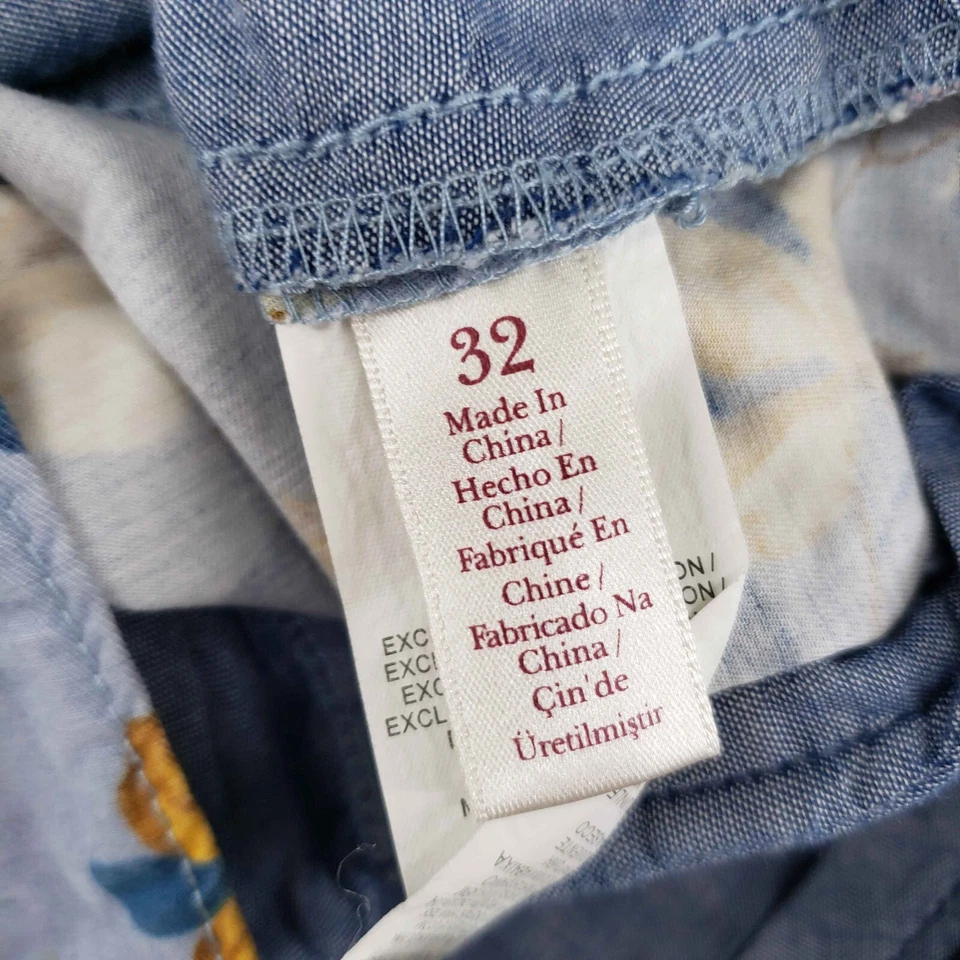 32
Made In
China /
Hecho En
China /
Fabriqué En
Chine /
Fabricado Na
China /
Çin'de
Üretilmiştir